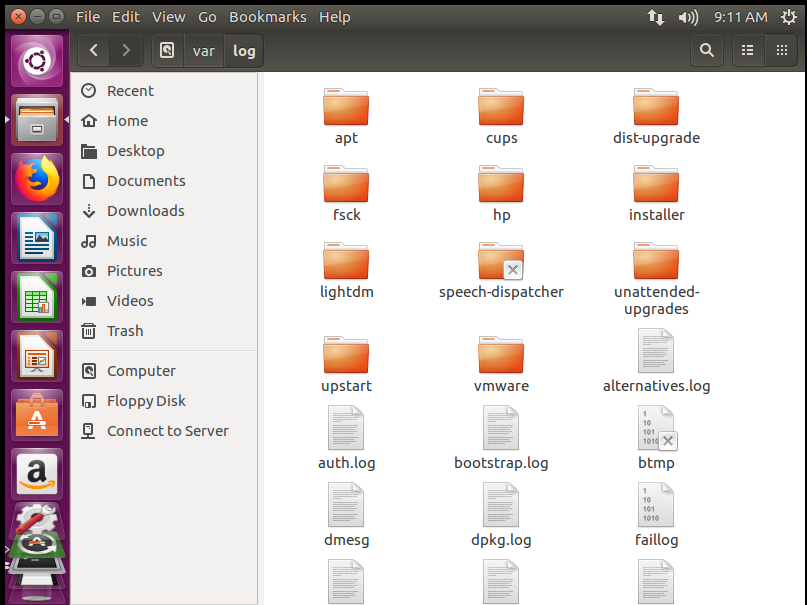 File Edit View Go Bookmarks Help 9:11 AM
var log
Recent
Home
Desktop
Documents
Downloads
Music
Pictures
Videos
Trash
Computer
Floppy Disk
Connect to Server
apt cups dist-upgrade
fsck hp installer
lightdm speech-dispatcher unattended-
upgrades
upstart vmware alternatives.log
auth.log bootstrap.log btmp
dmesg dpkg.log faillog